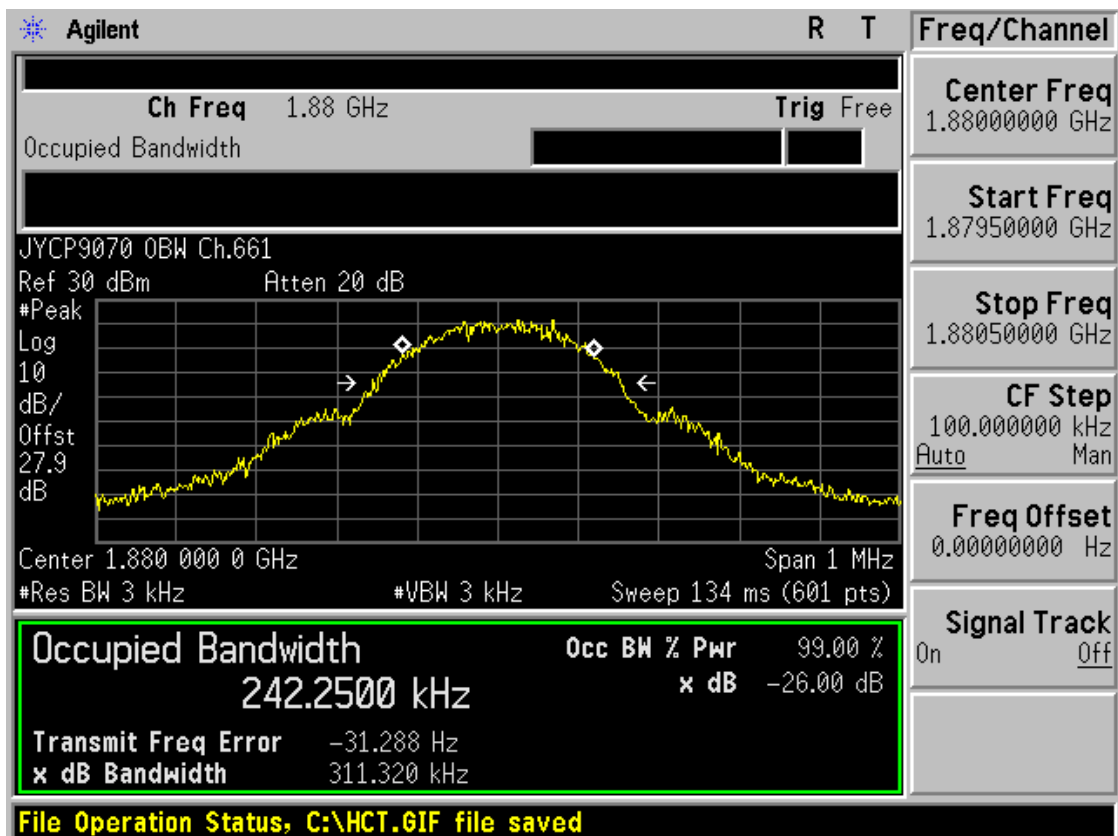 Agilent R T Freq/Channel
Ch Freq 1.88 GHz Trig Free
Occupied Bandwidth
Center Freq
1.88000000 GHz
Start Freq
1.87950000 GHz
Stop Freq
1.88050000 GHz
CF Step
100.000000 kHz
Auto Man
Freq Offset
0.00000000 Hz
Signal Track
On Off
JYCP9070 OBW Ch.661
Ref 30 dBm Atten 20 dB
#Peak
Log
10
dB/
Offst
27.9
dB
Center 1.880 000 0 GHz Span 1 MHz
#Res BW 3 kHz #VBW 3 kHz Sweep 134 ms (601 pts)
Occupied Bandwidth Occ BW % Pwr 99.00 %
242.2500 kHz x dB -26.00 dB
Transmit Freq Error -31.288 Hz
x dB Bandwidth 311.320 kHz
File Operation Status, C:\HCT.GIF file saved